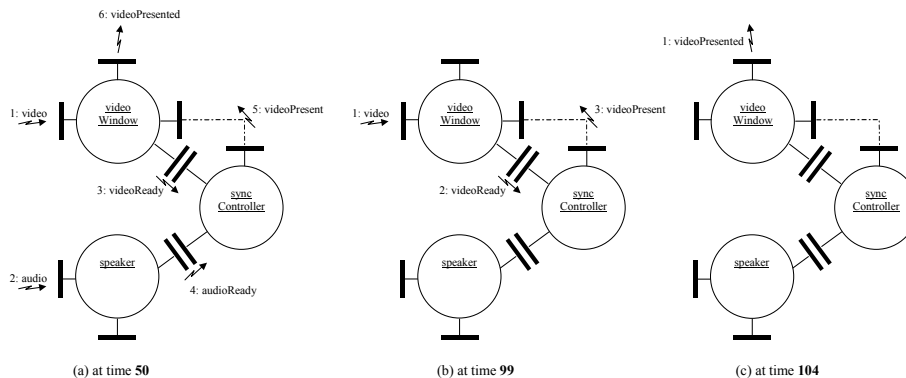 6: videoPresented
1: video
video
Window
5: videoPresent
3: videoReady
sync
Controller
speaker
2: audio
4: audioReady
(a) at time 50
1: video
video
Window
3: videoPresent
2: videoReady
sync
Controller
speaker
(b) at time 99
1: videoPresented
video
Window
sync
Controller
speaker
(c) at time 104